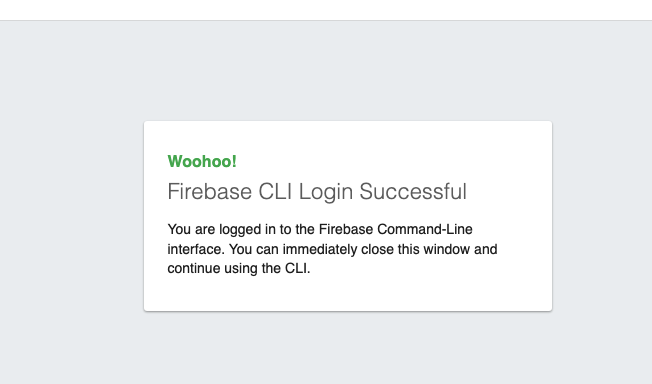 Woohoo!
Firebase CLI Login Successful
You are logged in to the Firebase Command-Line
interface. You can immediately close this window and
continue using the CLI.